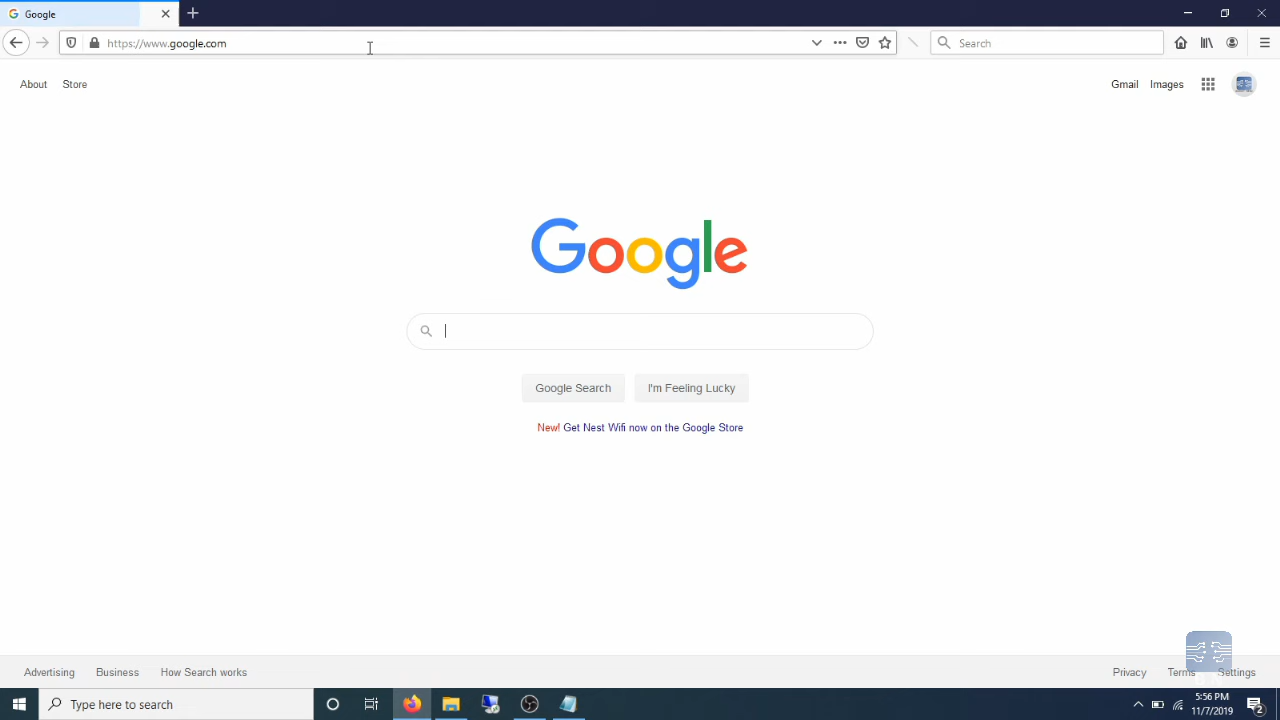 Google
https://www.google.com
Search
About Store
Gmail Images
Google
Google Search I'm Feeling Lucky
New! Get Nest Wifi now on the Google Store
Advertising Business How Search works
Privacy Terms Settings
Type here to search
5:56 PM
11/7/2019
2